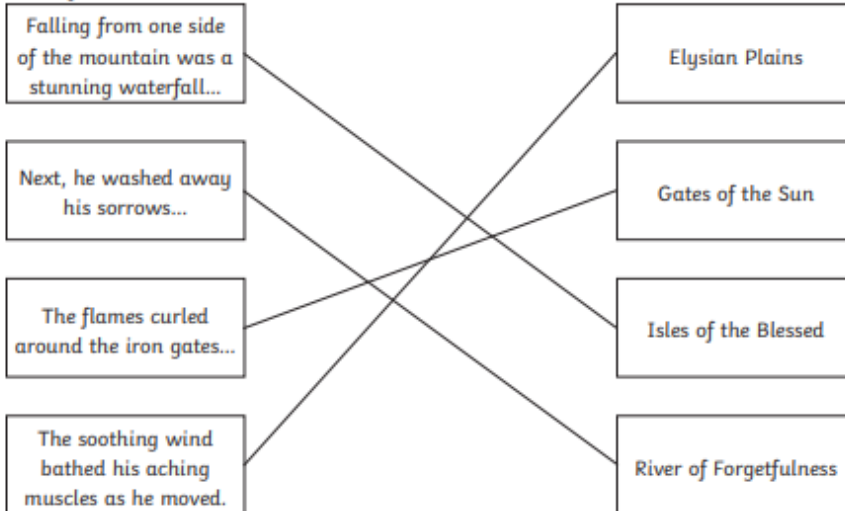 Falling from one side
of the mountain was a
stunning waterfall...
Elysian Plains
Next, he washed away
his sorrows...
Gates of the Sun
The flames curled
around the iron gates...
Isles of the Blessed
The soothing wind
bathed his aching
muscles as he moved.
River of Forgetfulness